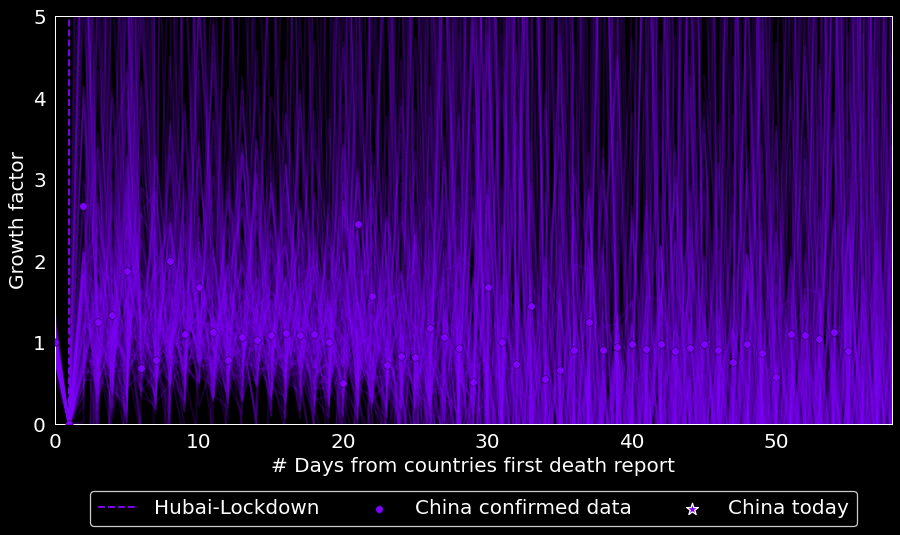 5
4
3
2
1
0
Growth factor
0 10 20 30 40 50
# Days from countries first death report
Hubai-Lockdown China confirmed data China today